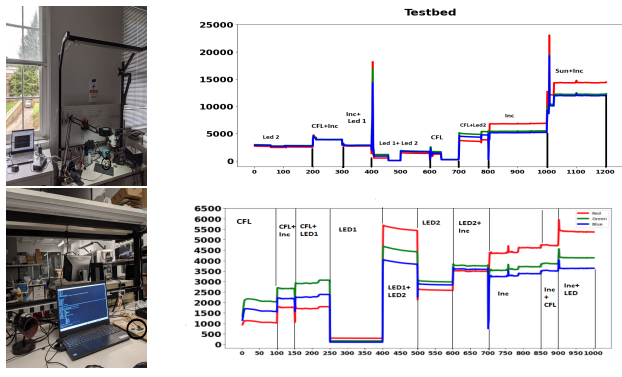 Testbed
25000
20000
15000
10000
5000
0
Led 2
CFL+Inc
Inc+
Led 1
Led 1+ Led 2
CFL
CFL+Led2
Inc
Sun+Inc
0 100 200 300 400 500 600 700 800 900 1000 1100 1200
6500
6000
5500
5000
4500
4000
3500
3000
2500
2000
1500
1000
500
0
CFL
CFL+
Inc
CFL+
LED1
LED1
LED1+
LED2
LED2
LED2+
Inc
Inc
Inc
+
CFL
Inc+
LED
Red
Green
Blue
0 50 100 150 200 250 300 350 400 450 500 550 600 650 700 750 800 850 900 950 1000